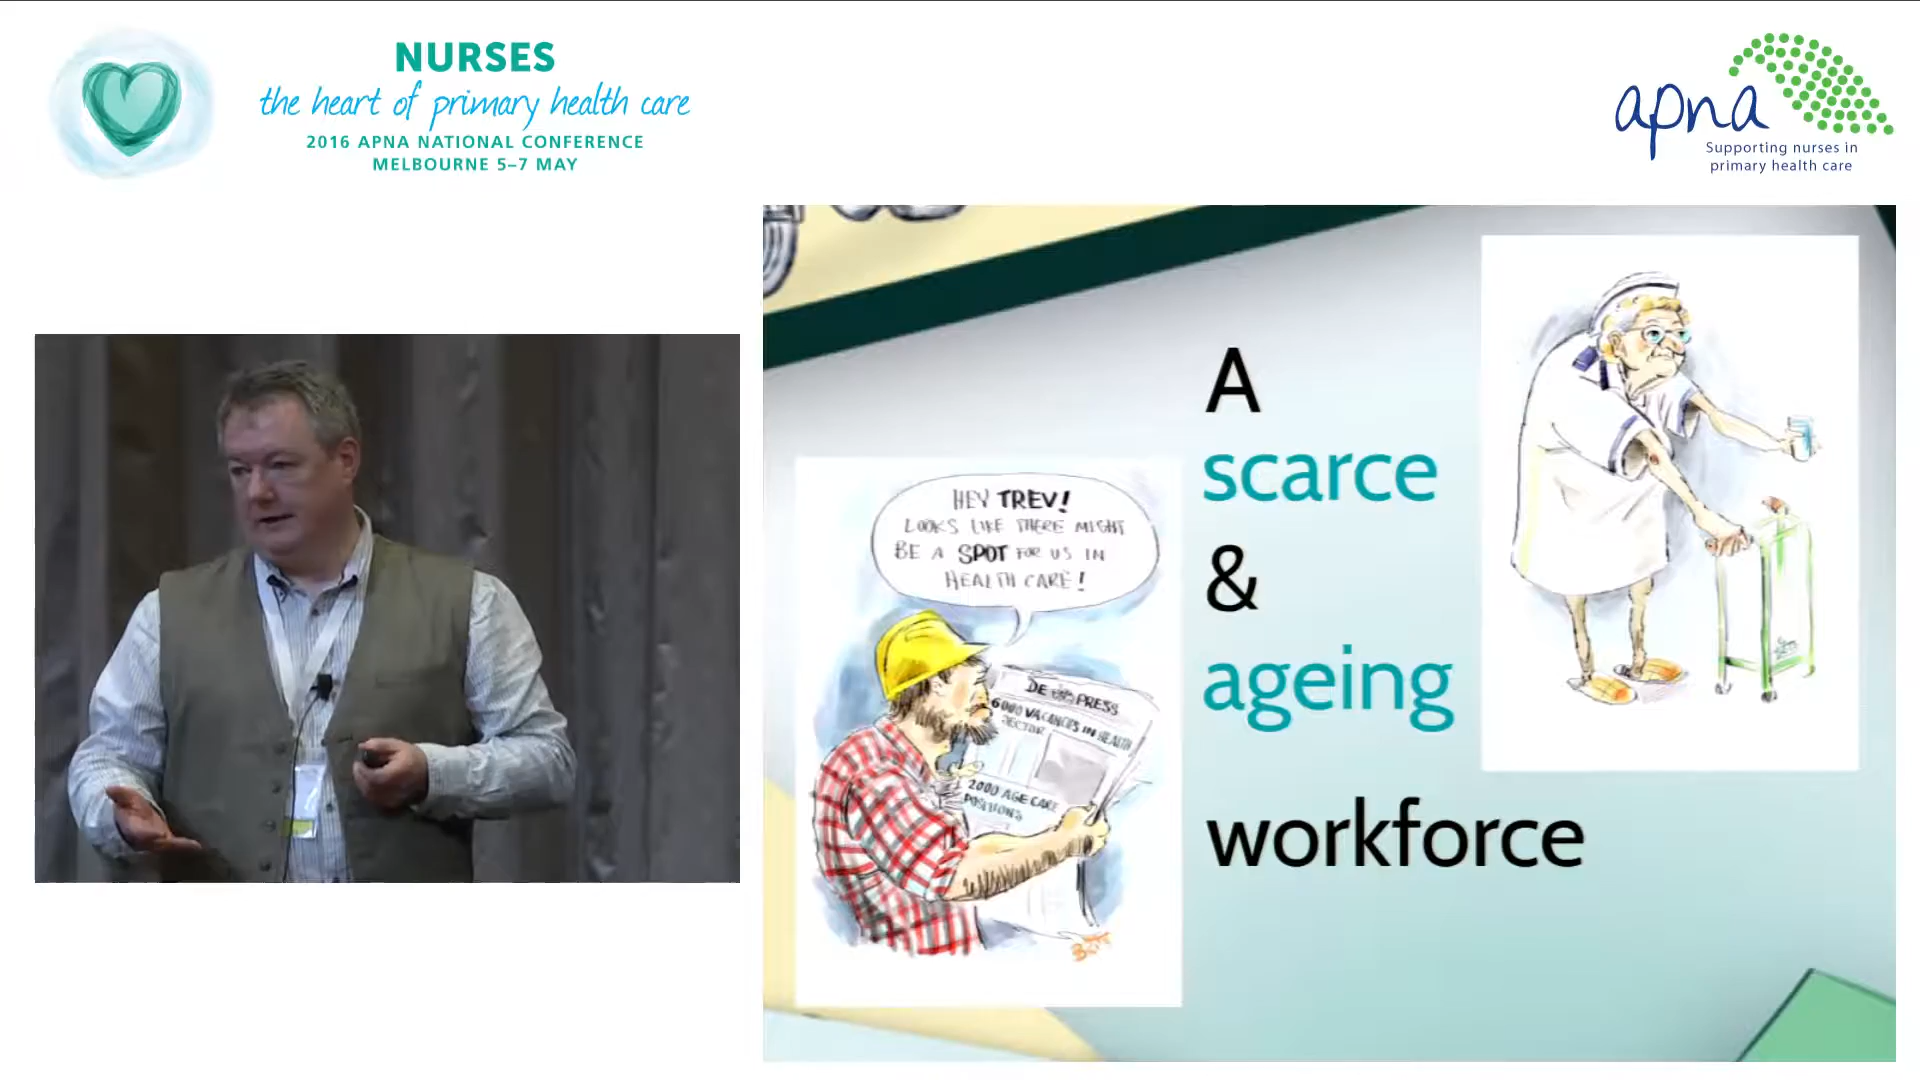 NURSES
the heart of primary health care
2016 APNA NATIONAL CONFERENCE
MELBOURNE 5–7 MAY
apna
Supporting nurses in
primary health care
A
scarce
&
ageing
workforce
HEY TREV!
LOOKS LIKE THERE MIGHT
BE A SPOT FOR US IN
HEALTH CARE!
PRESS
6000 VACANCIES IN HEALTH
SECTOR
2000 AGE CARE
POSITIONS